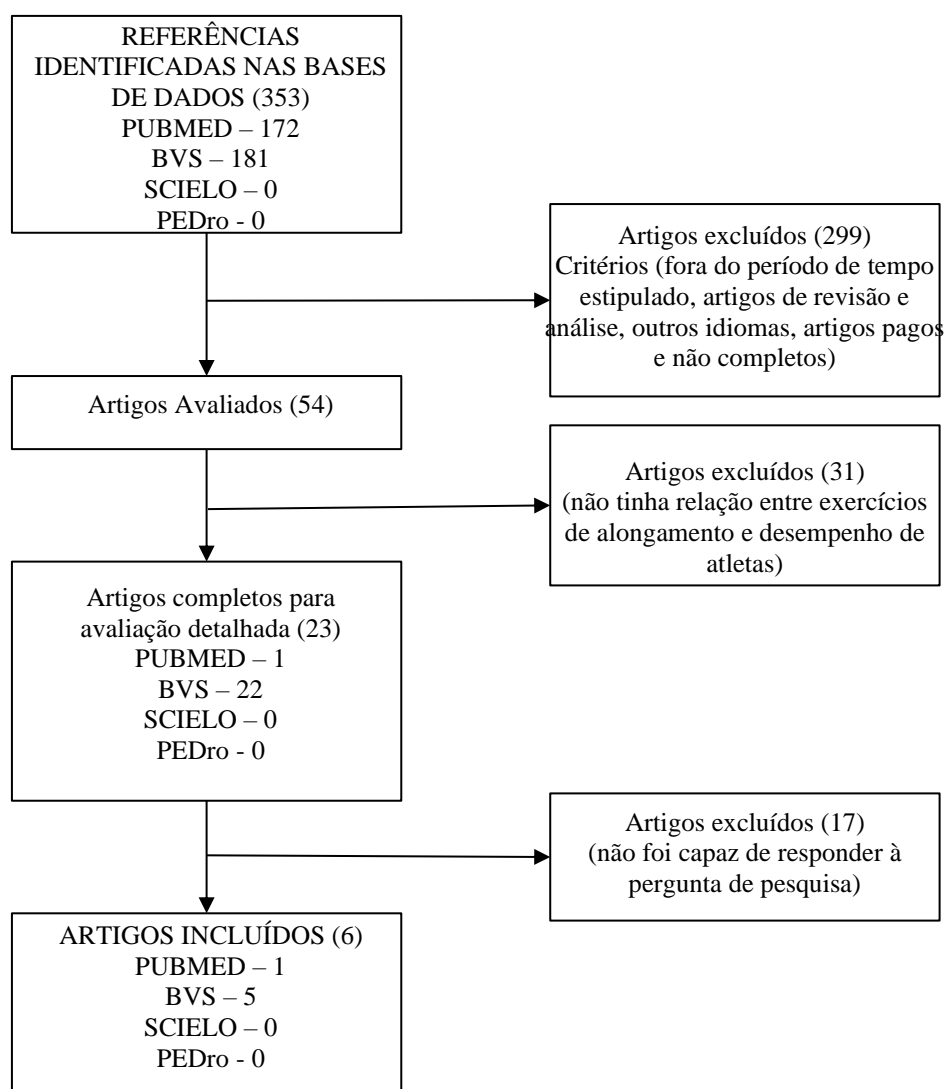 REFERÊNCIAS
IDENTIFICADAS NAS BASES
DE DADOS (353)
PUBMED – 172
BVS – 181
SCIELO – 0
PEDro - 0
Artigos excluídos (299)
Critérios (fora do período de tempo
estipulado, artigos de revisão e
análise, outros idiomas, artigos pagos
e não completos)
Artigos Avaliados (54)
Artigos excluídos (31)
(não tinha relação entre exercícios
de alongamento e desempenho de
atletas)
Artigos completos para
avaliação detalhada (23)
PUBMED – 1
BVS – 22
SCIELO – 0
PEDro - 0
Artigos excluídos (17)
(não foi capaz de responder à
pergunta de pesquisa)
ARTIGOS INCLUÍDOS (6)
PUBMED – 1
BVS – 5
SCIELO – 0
PEDro - 0